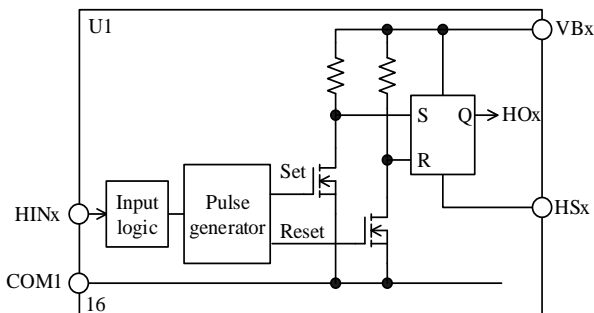 U1
VBx
S
Q
HOx
R
Set
HINx
Input
logic
Pulse
generator
HSx
Reset
COM1
16